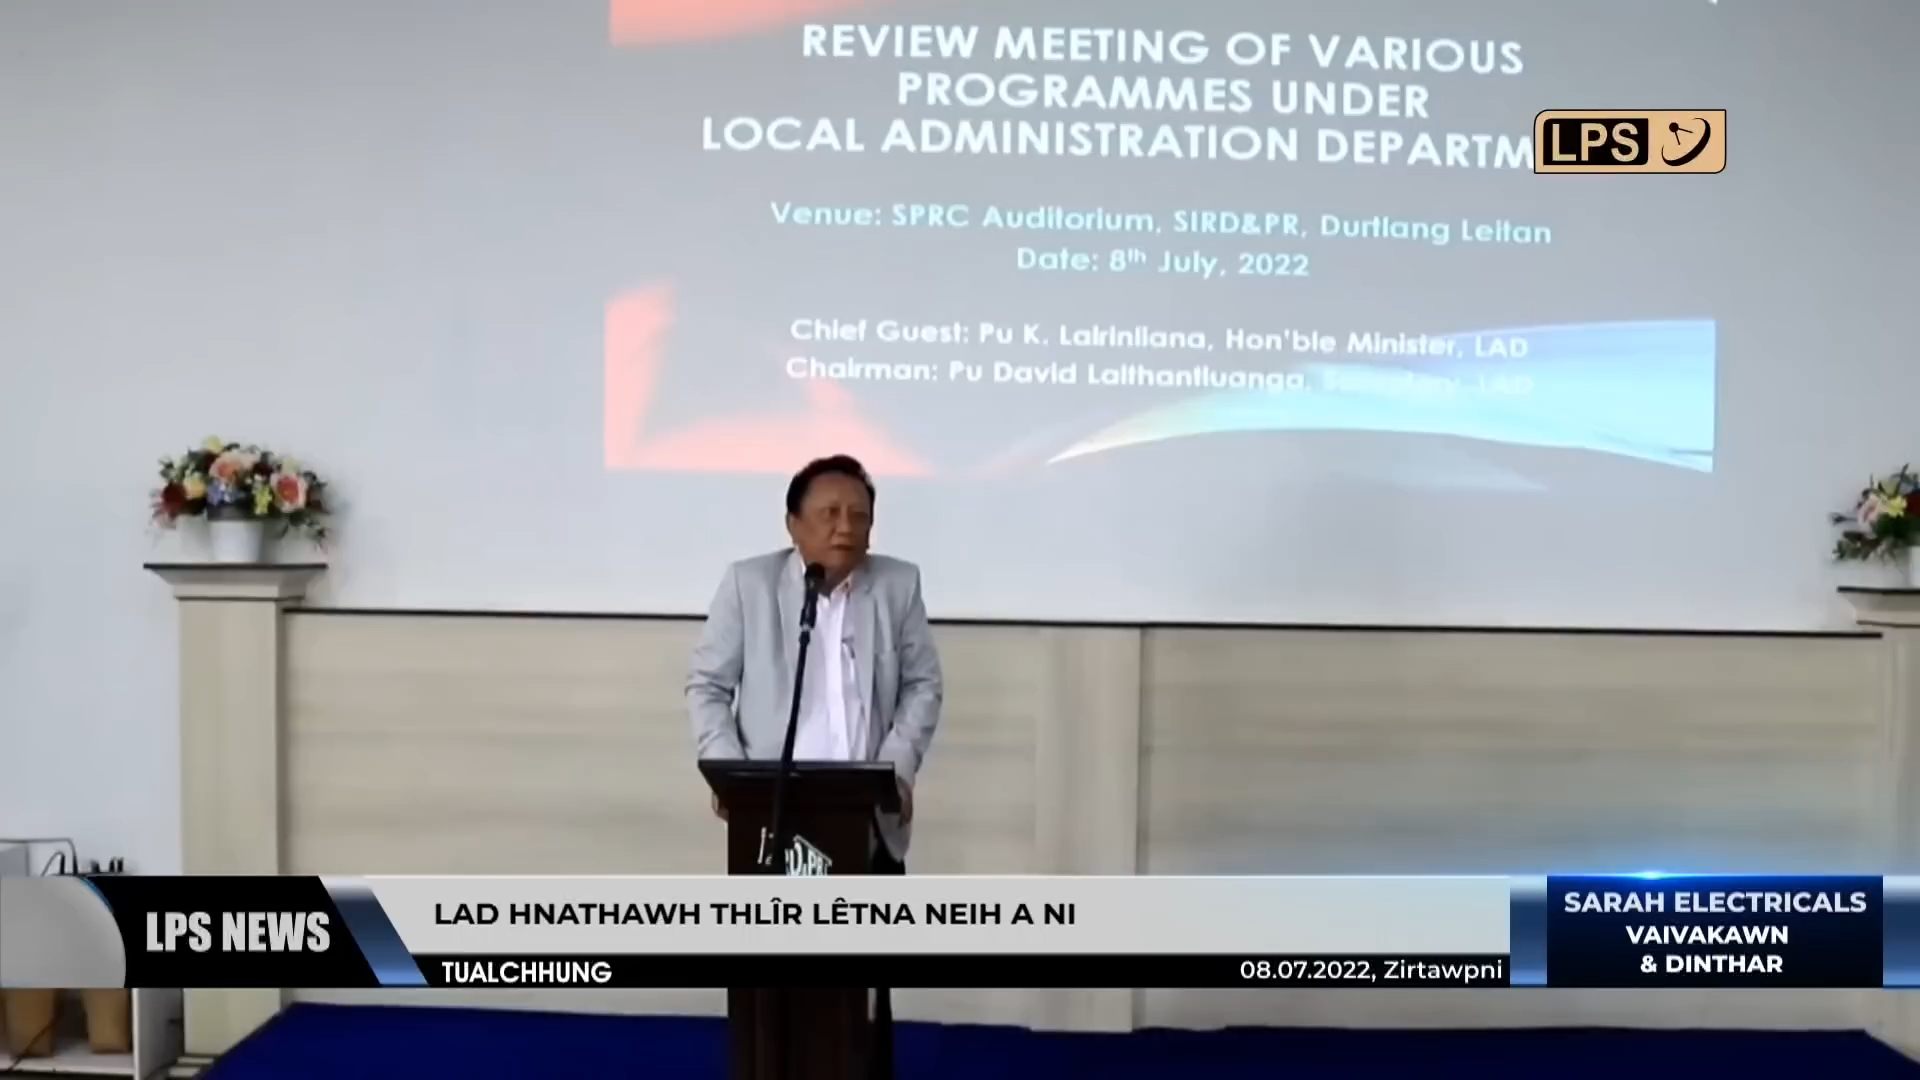 REVIEW MEETING OF VARIOUS
PROGRAMMES UNDER
LOCAL ADMINISTRATION DEPARTM
LPS
Venue: SPRC Auditorium, SIRD&PR, Durtlang Leitan
Date: 8th July, 2022
Chief Guest: Pu K. Lalrinliana, Hon'ble Minister, LAD
Chairman: Pu David Lalthantluanga, Secretary, LAD
LPS NEWS
LAD HNATHAWH THLÎR LÊTNA NEIH A NI
TUALCHHUNG
08.07.2022, Zirtawpni
SARAH ELECTRICALS
VAIVAKAWN
& DINTHAR